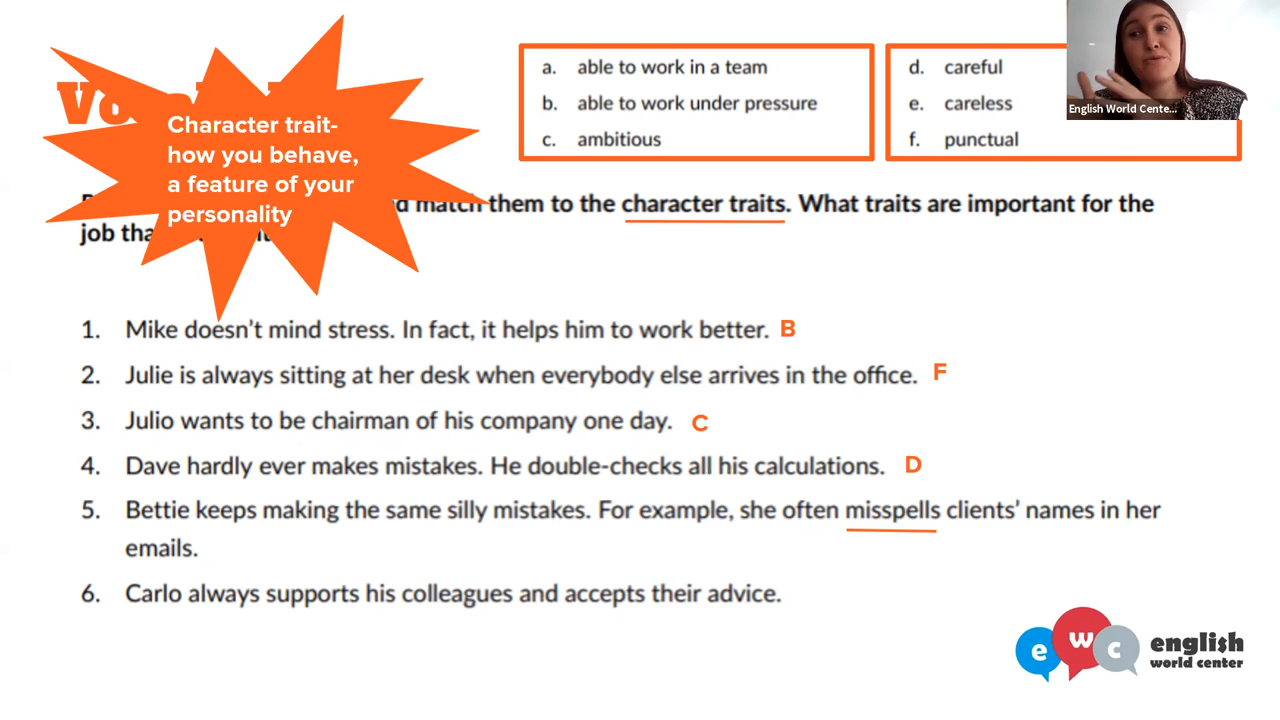 Character trait-
how you behave,
a feature of your
personality
a. able to work in a team
b. able to work under pressure
c. ambitious
d. careful
e. careless
f. punctual
English World Cente...
match them to the character traits. What traits are important for the
job
1. Mike doesn't mind stress. In fact, it helps him to work better. B
2. Julie is always sitting at her desk when everybody else arrives in the office. F
3. Julio wants to be chairman of his company one day. C
4. Dave hardly ever makes mistakes. He double-checks all his calculations. D
5. Bettie keeps making the same silly mistakes. For example, she often misspells clients' names in her
emails.
6. Carlo always supports his colleagues and accepts their advice.
e w c english
world center